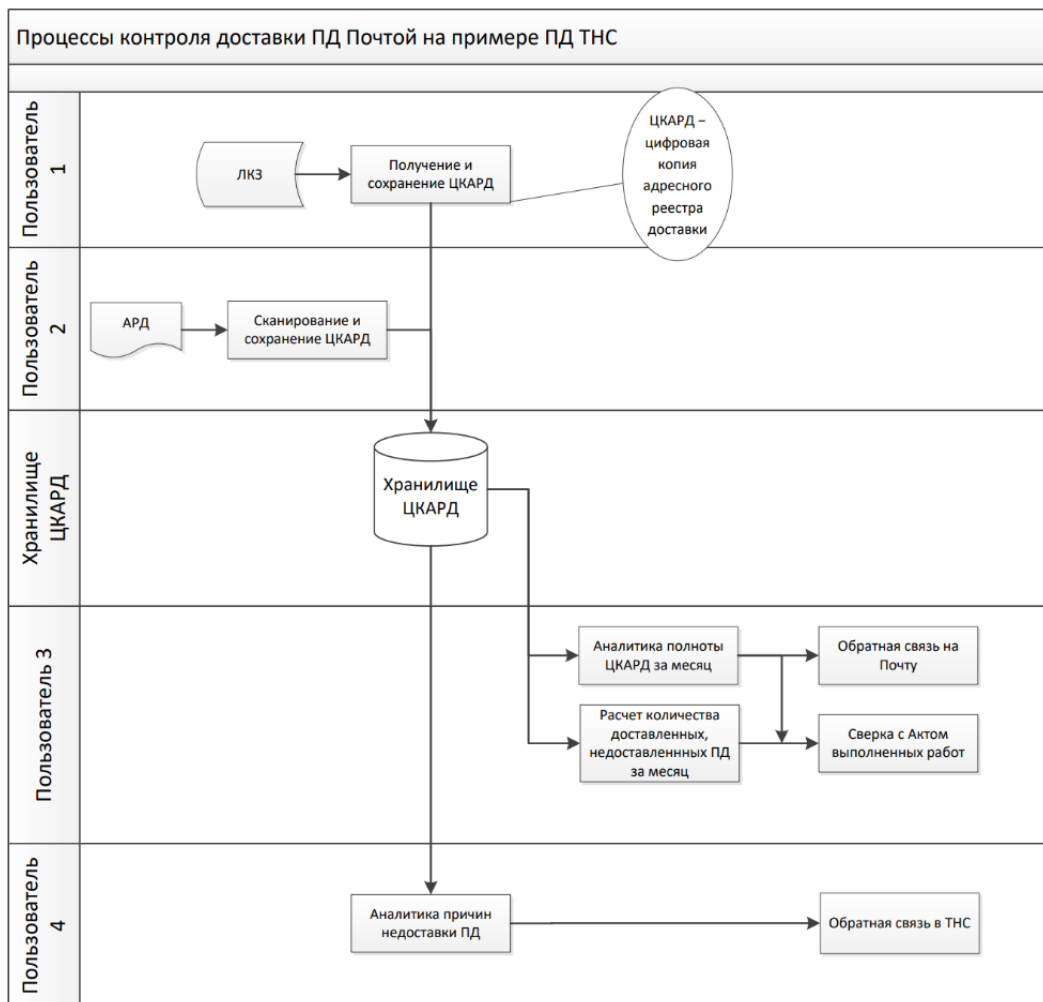 Процессы контроля доставки ПД Почтой на примере ПД ТНС
Пользователь
1
ЛКЗ
Получение и
сохранение ЦКАРД
ЦКАРД –
цифровая
копия
адресного
реестра
доставки
Пользователь
2
АРД
Сканирование и
сохранение ЦКАРД
Хранилище
ЦКАРД
Хранилище
ЦКАРД
Пользователь 3
Аналитика полноты
ЦКАРД за месяц
Обратная связь на
Почту
Расчет количества
доставленных,
недоставленнных ПД
за месяц
Сверка с Актом
выполненных работ
Пользователь
4
Аналитика причин
недоставки ПД
Обратная связь в ТНС